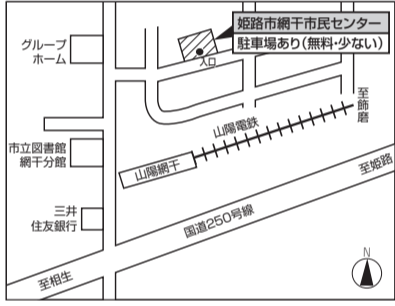 姫路市網干市民センター
駐車場あり(無料・少ない)
グループ
ホーム
入口
至飾磨
山陽電鉄
市立図書館
網干分館
山陽網干
至姫路
三井
住友銀行
国道250号線
至相生
N